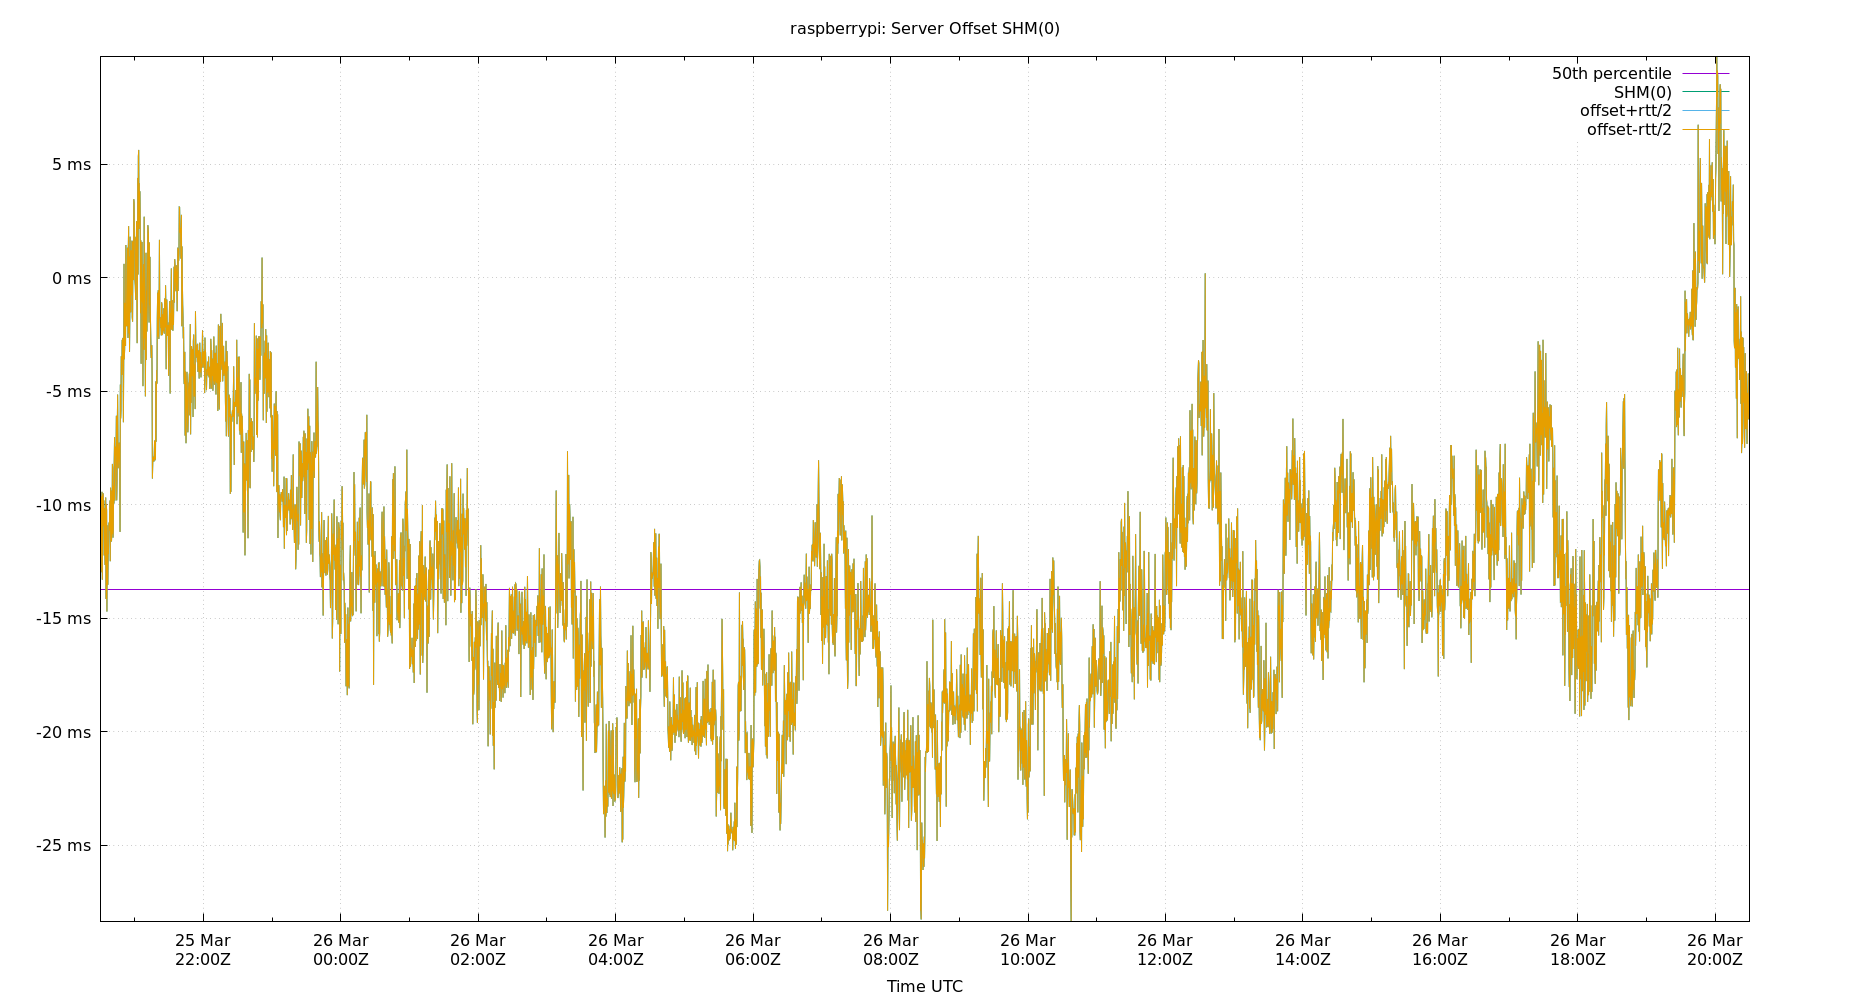 raspberrypi: Server Offset SHM(0)
50th percentile
SHM(0)
offset+rtt/2
offset-rtt/2
5 ms
0 ms
-5 ms
-10 ms
-15 ms
-20 ms
-25 ms
25 Mar 26 Mar 26 Mar 26 Mar 26 Mar 26 Mar 26 Mar 26 Mar 26 Mar 26 Mar 26 Mar 26 Mar
22:00Z 00:00Z 02:00Z 04:00Z 06:00Z 08:00Z 10:00Z 12:00Z 14:00Z 16:00Z 18:00Z 20:00Z
Time UTC